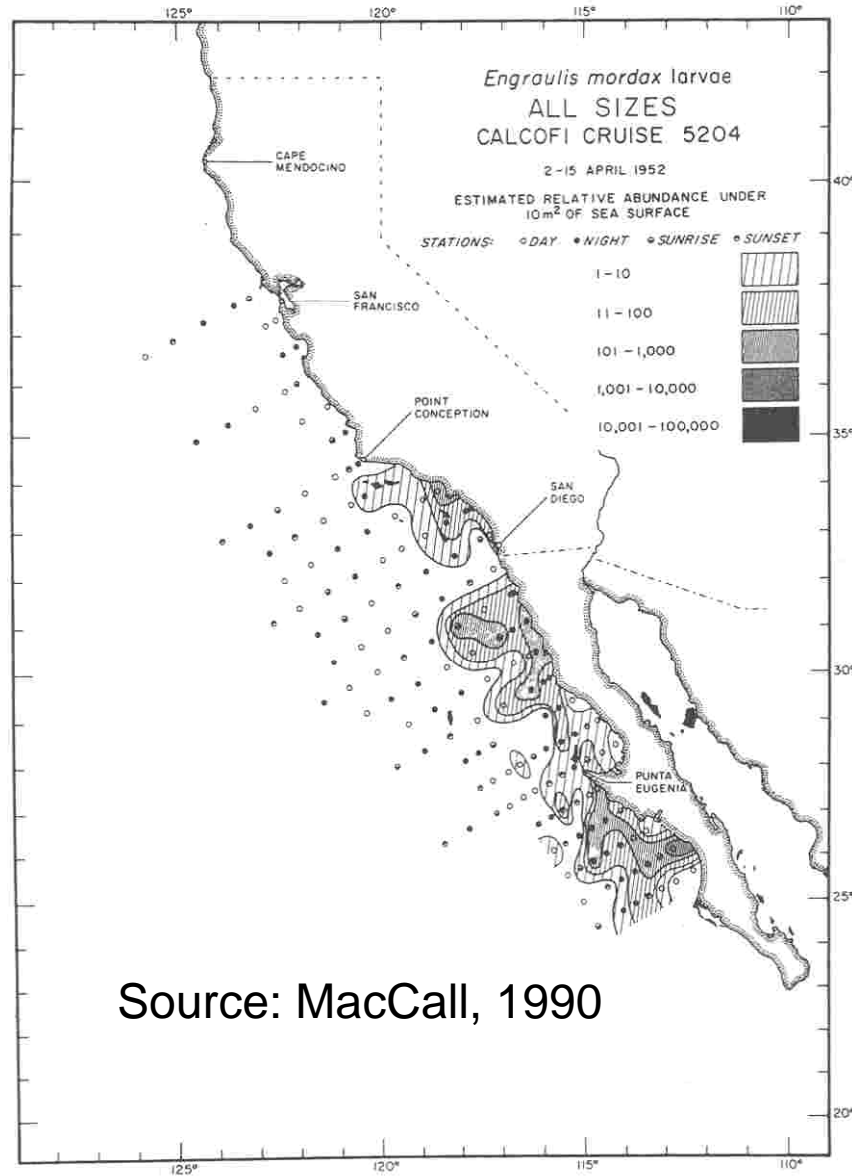 125° 120° 115° 110°
Engraulis mordax larvae
ALL SIZES
CALCOFI CRUISE 5204
2-15 APRIL 1952
ESTIMATED RELATIVE ABUNDANCE UNDER
10m² OF SEA SURFACE
STATIONS: DAY NIGHT SUNRISE SUNSET
1-10
11-100
101-1,000
1,001-10,000
10,001-100,000
CAPE
MENDOCINO
40°
SAN
FRANCISCO
POINT
CONCEPTION
35°
SAN
DIEGO
30°
PUNTA
EUGENIA
25°
Source: MacCall, 1990
20°
125° 120° 115° 110°